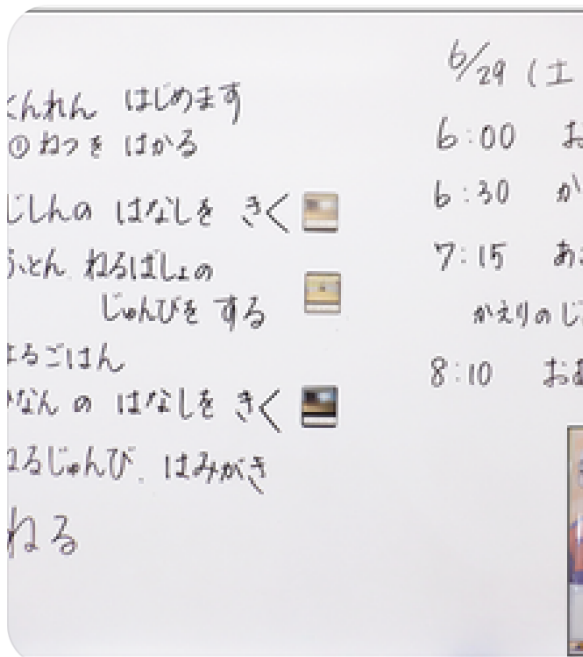 くんれん はじめます
① ねつを はかる
じしんの はなしを きく
ふとん ねるばしょの
じゅんびを する
よるごはん
なん の はなしを きく
ねるじゅんび、はみがき
ねる
6/29 (土
6:00 お
6:30 が
7:15 あさ
かえりのじ
8:10 おお